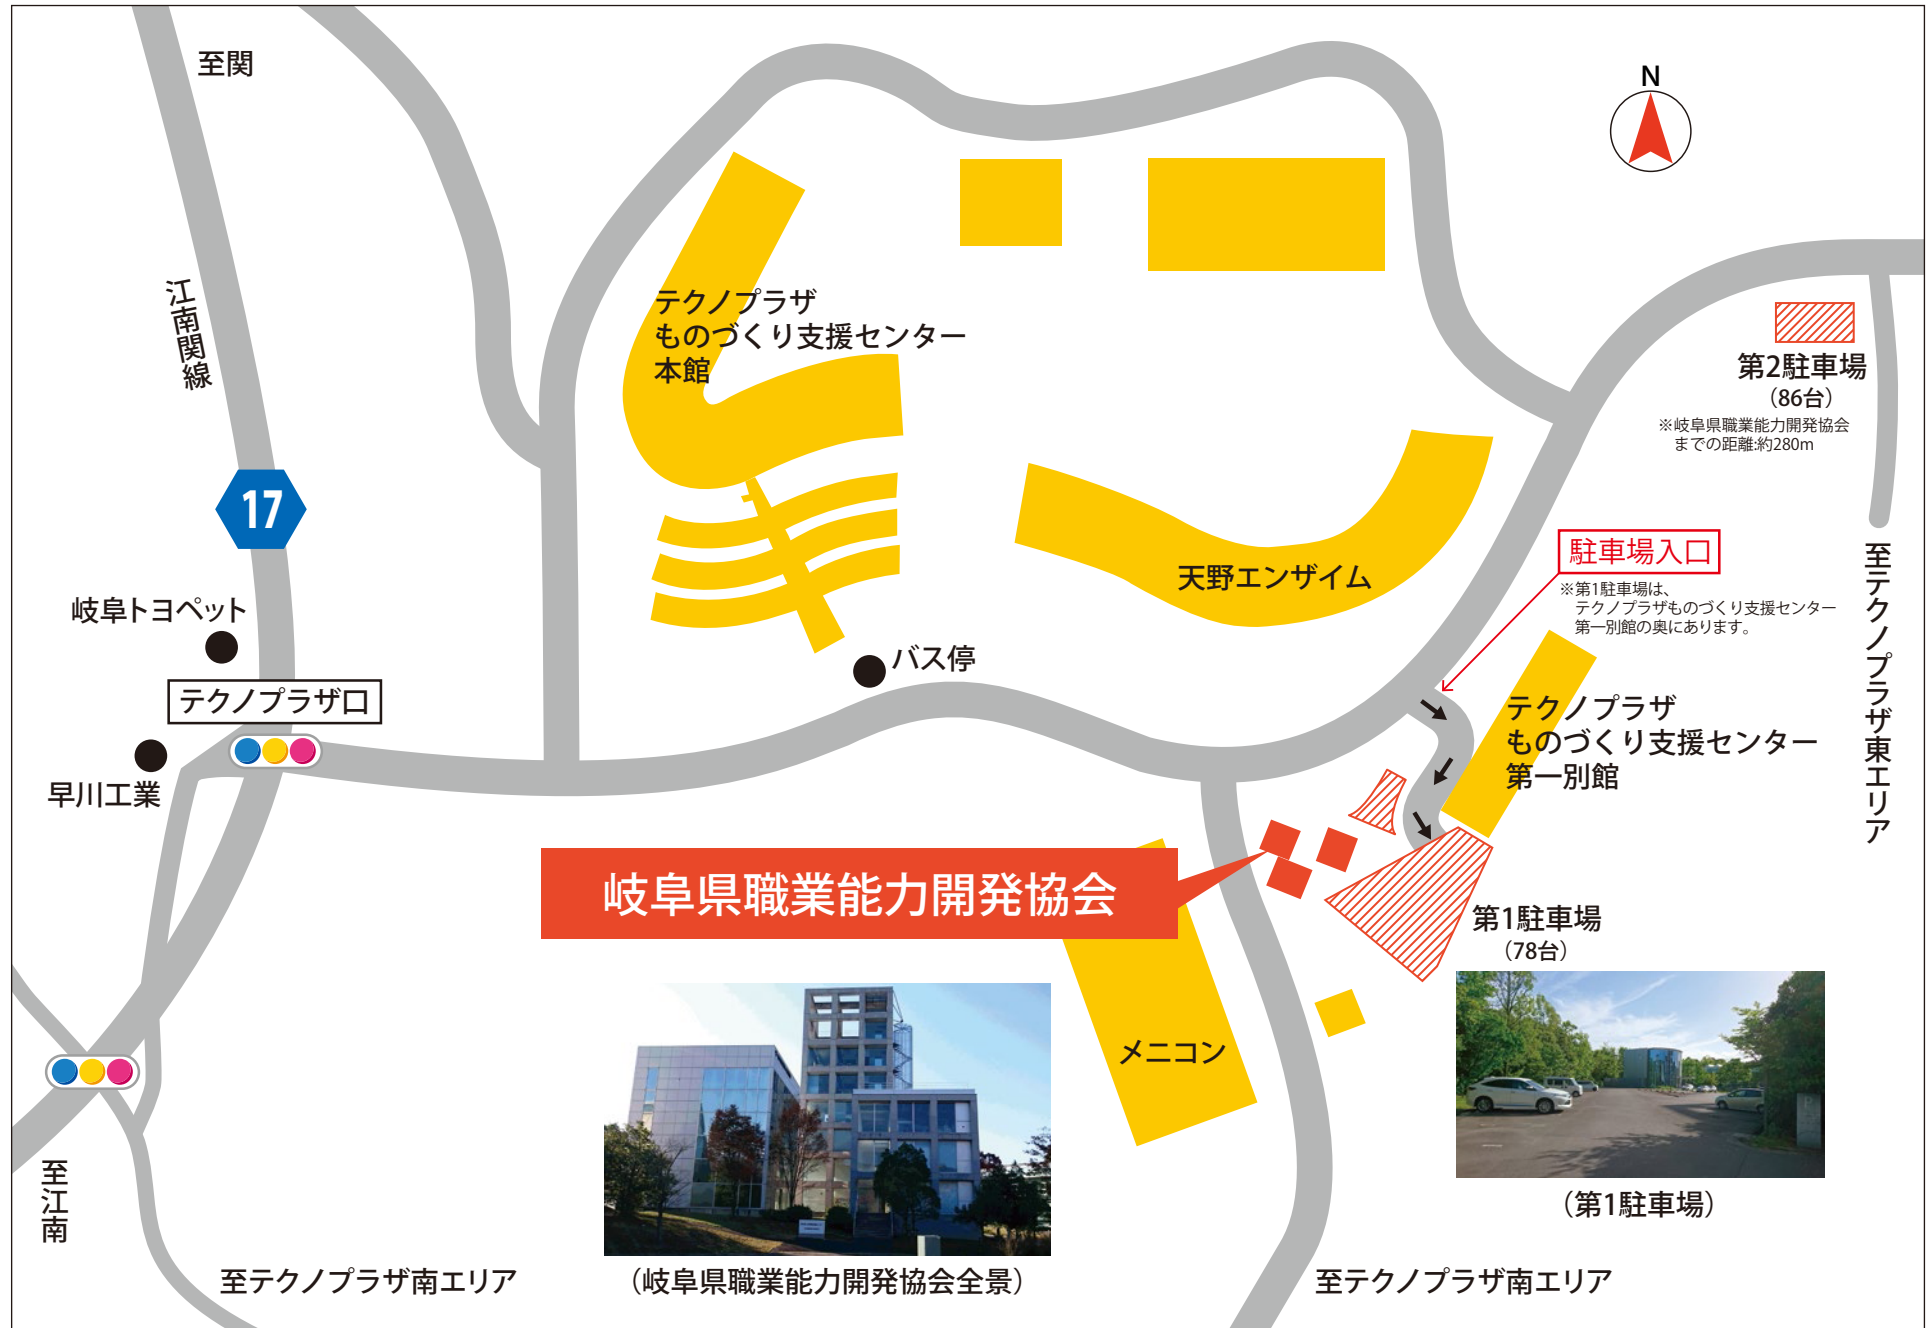 至関
N
江南関線
テクノプラザ
ものづくり支援センター
本館
第2駐車場
（86台）
※岐阜県職業能力開発協会
までの距離:約280m
17
駐車場入口
※第1駐車場は、
テクノプラザものづくり支援センター
第一別館の奥にあります。
至テクノプラザ東エリア
天野エンザイム
岐阜トヨペット
バス停
テクノプラザ口
テクノプラザ
ものづくり支援センター
第一別館
早川工業
岐阜県職業能力開発協会
第1駐車場
（78台）
メニコン
至江南
（第1駐車場）
至テクノプラザ南エリア
（岐阜県職業能力開発協会全景）
至テクノプラザ南エリア